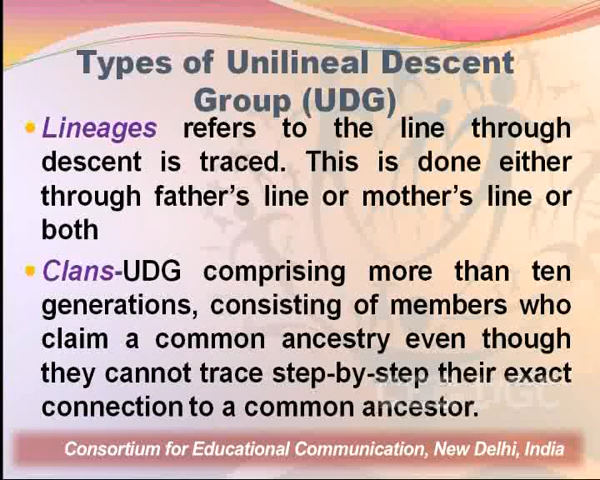 Types of Unilineal Descent
Group (UDG)
• Lineages refers to the line through
descent is traced. This is done either
through father's line or mother's line or
both
• Clans-UDG comprising more than ten
generations, consisting of members who
claim a common ancestry even though
they cannot trace step-by-step their exact
connection to a common ancestor.
Consortium for Educational Communication, New Delhi, India